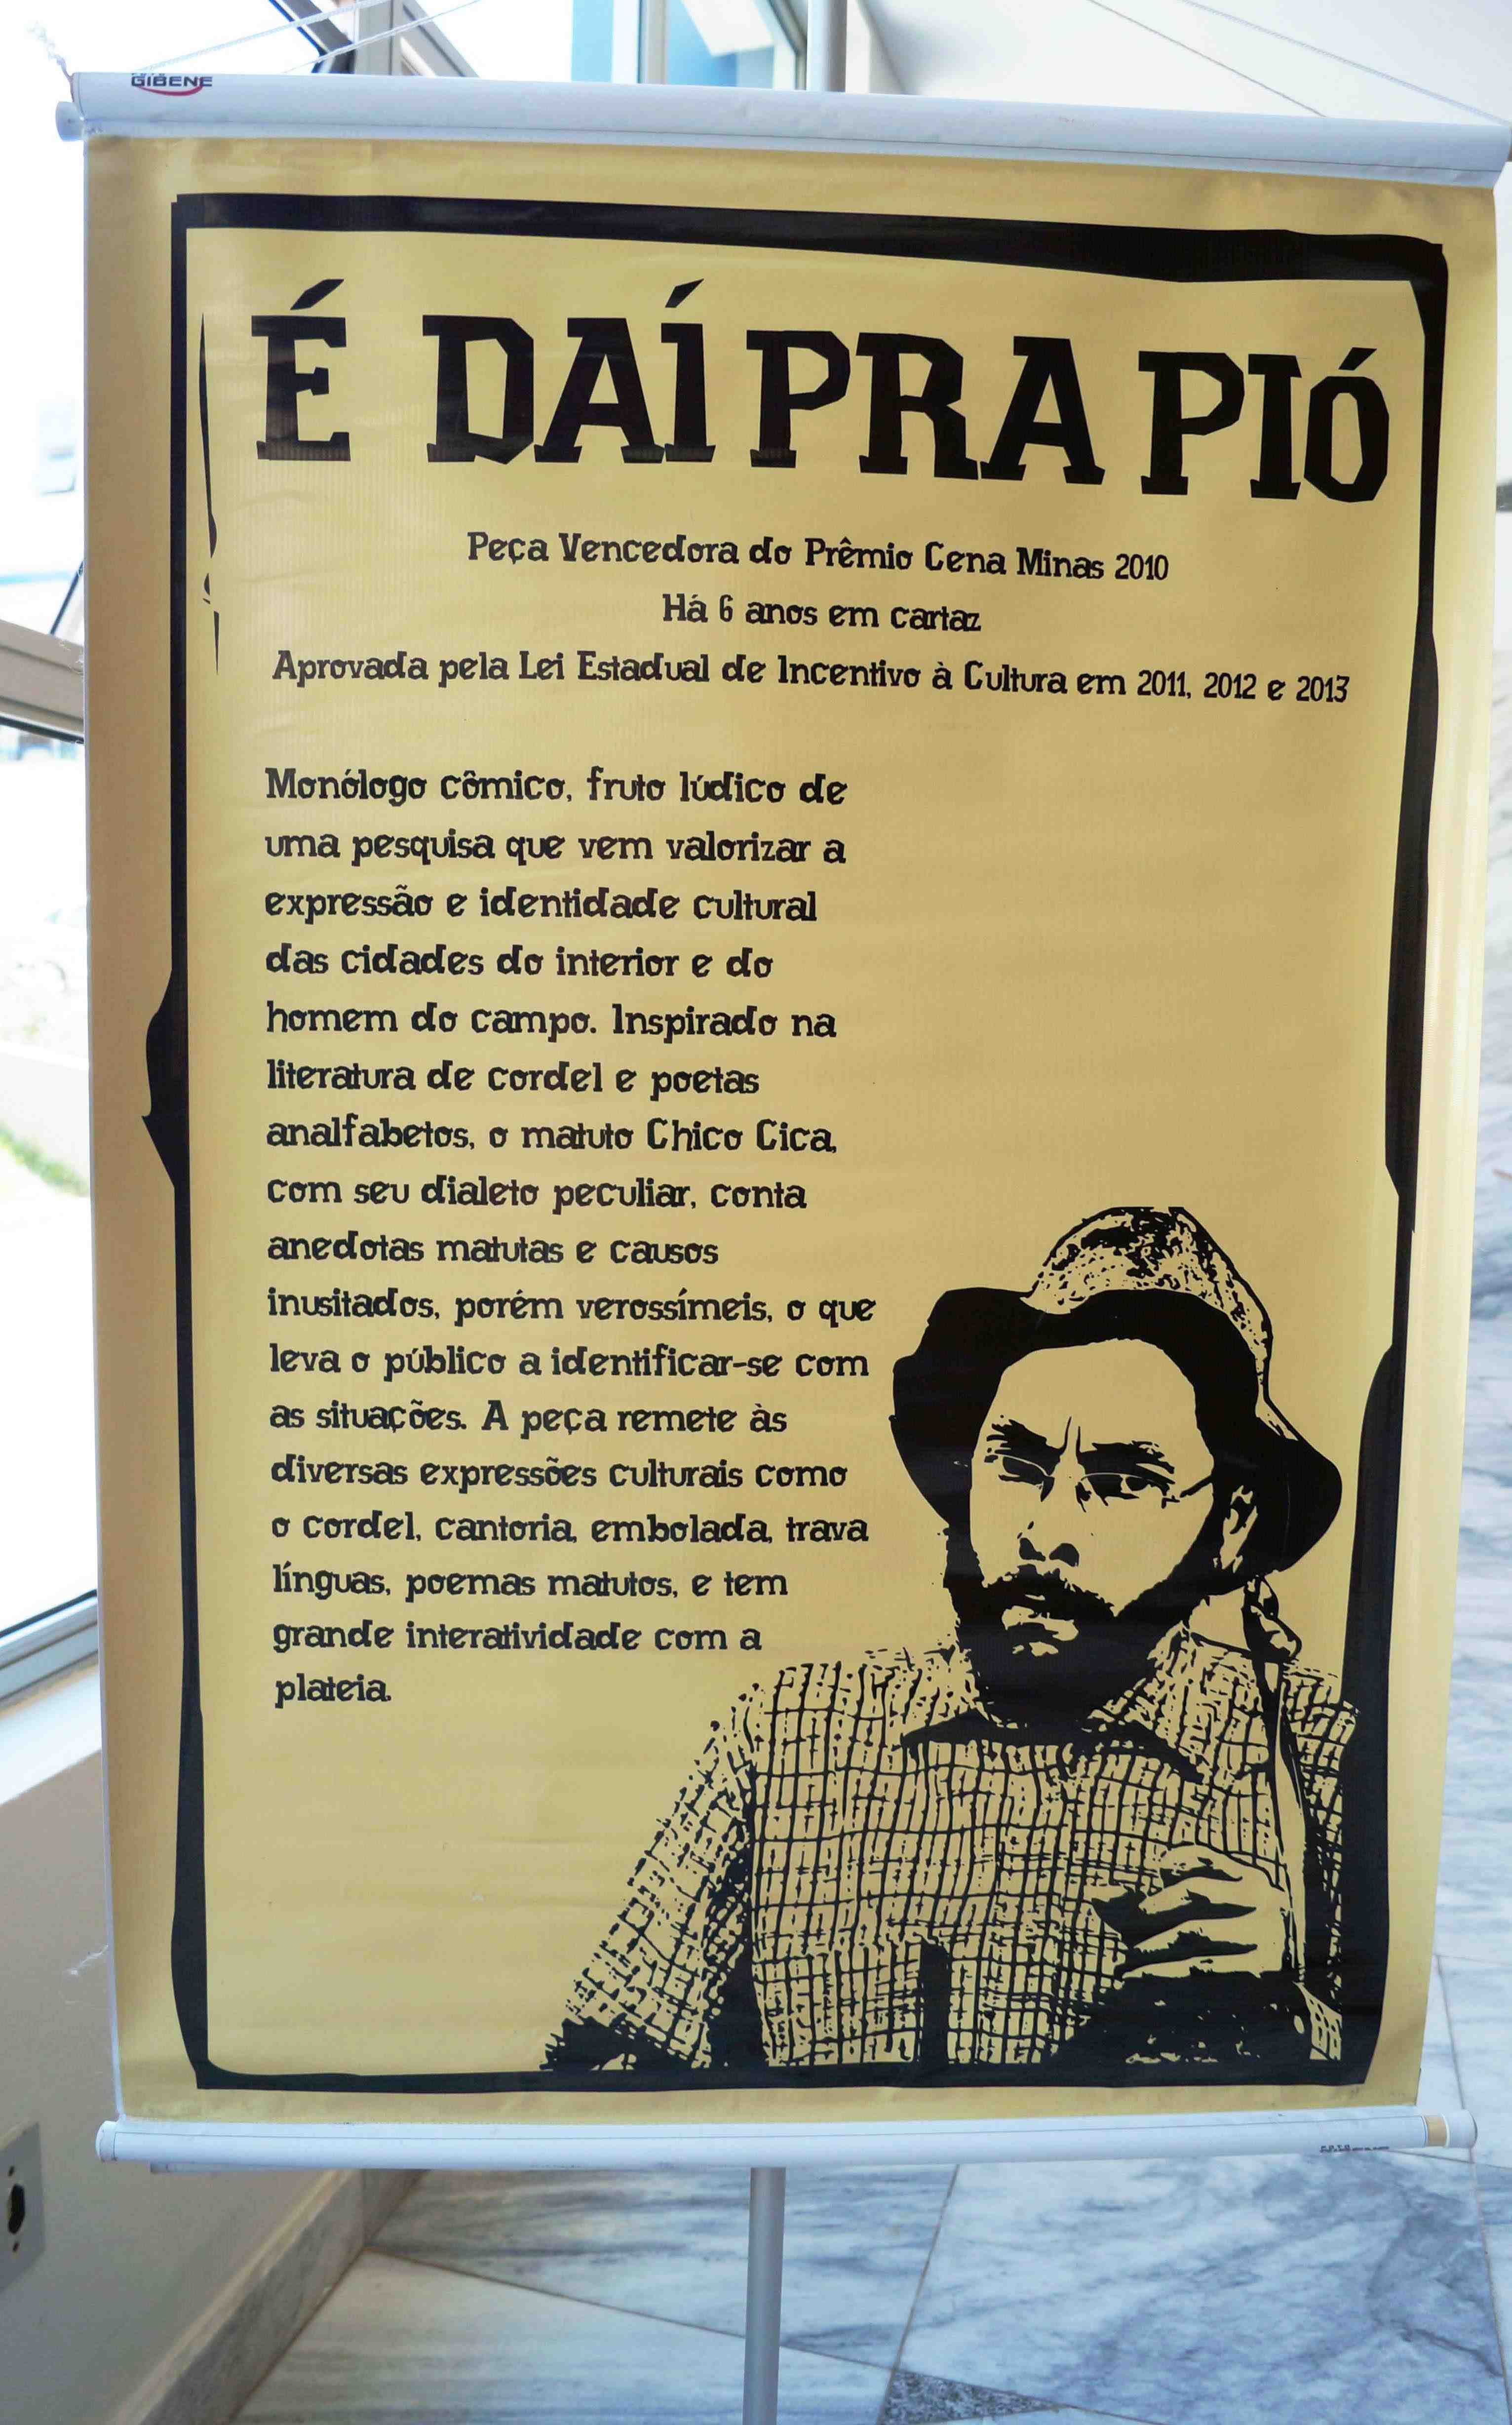 GIBENE
É DAÍ PRA PIÓ
Peça Vencedora do Prêmio Cena Minas 2010
Há 6 anos em cartaz
Aprovada pela Lei Estadual de Incentivo à Cultura em 2011, 2012 e 2013
Monólogo cômico, fruto lúdico de
uma pesquisa que vem valorizar a
expressão e identidade cultural
das cidades do interior e do
homem do campo. Inspirado na
literatura de cordel e poetas
analfabetos, o matuto Chico Cica,
com seu dialeto peculiar, conta
anedotas matutas e causos
inusitados, porém verossímeis, o que
leva o público a identificar-se com
as situações. A peça remete às
diversas expressões culturais como
o cordel, cantoria, embolada, trava
línguas, poemas matutos, e tem
grande interatividade com a
plateia.